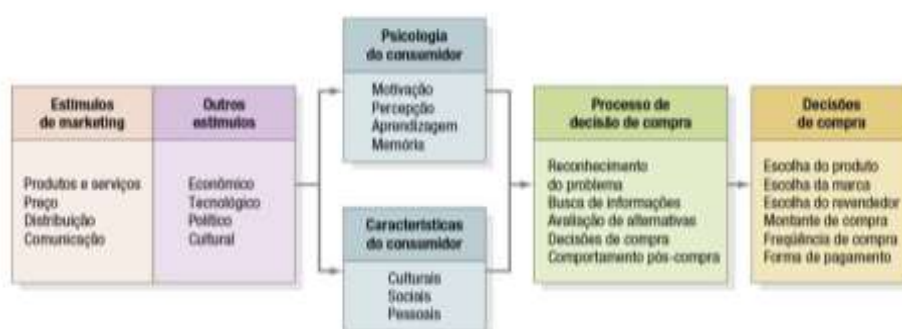 Estímulos
de marketing
Produtos e serviços
Preço
Distribuição
Comunicação
Outros
estímulos
Econômico
Tecnológico
Político
Cultural
Psicologia
do consumidor
Motivação
Percepção
Aprendizagem
Memória
Características
do consumidor
Culturais
Sociais
Pessoais
Processo de
decisão de compra
Reconhecimento
do problema
Busca de informações
Avaliação de alternativas
Decisões de compra
Comportamento pós-compra
Decisões
de compra
Escolha do produto
Escolha da marca
Escolha do revendedor
Montante de compra
Freqüência de compra
Forma de pagamento